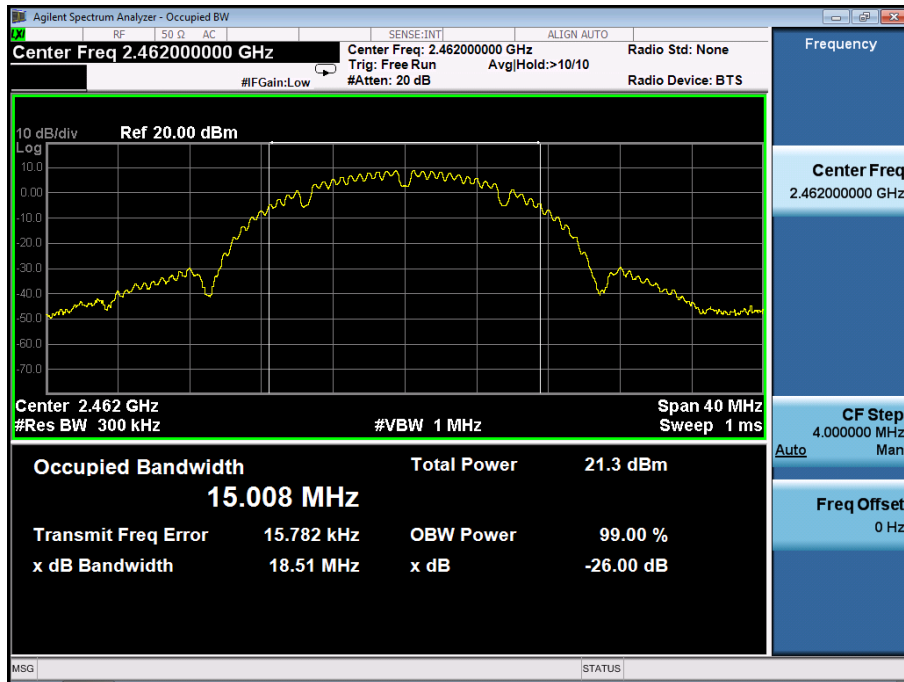 Agilent Spectrum Analyzer - Occupied BW
LXI RF 50 Ω AC SENSE:INT ALIGN AUTO
Center Freq 2.462000000 GHz
#IFGain:Low
Center Freq: 2.462000000 GHz
Trig: Free Run Avg|Hold:>10/10
#Atten: 20 dB
Radio Std: None
Radio Device: BTS
10 dB/div Ref 20.00 dBm
Log
10.0
0.00
-10.0
-20.0
-30.0
-40.0
-50.0
-60.0
-70.0
Center 2.462 GHz Span 40 MHz
#Res BW 300 kHz #VBW 1 MHz Sweep 1 ms
Occupied Bandwidth Total Power 21.3 dBm
15.008 MHz
Transmit Freq Error 15.782 kHz OBW Power 99.00 %
x dB Bandwidth 18.51 MHz x dB -26.00 dB
MSG STATUS
Frequency
Center Freq
2.462000000 GHz
CF Step
4.000000 MHz
Auto Man
Freq Offset
0 Hz